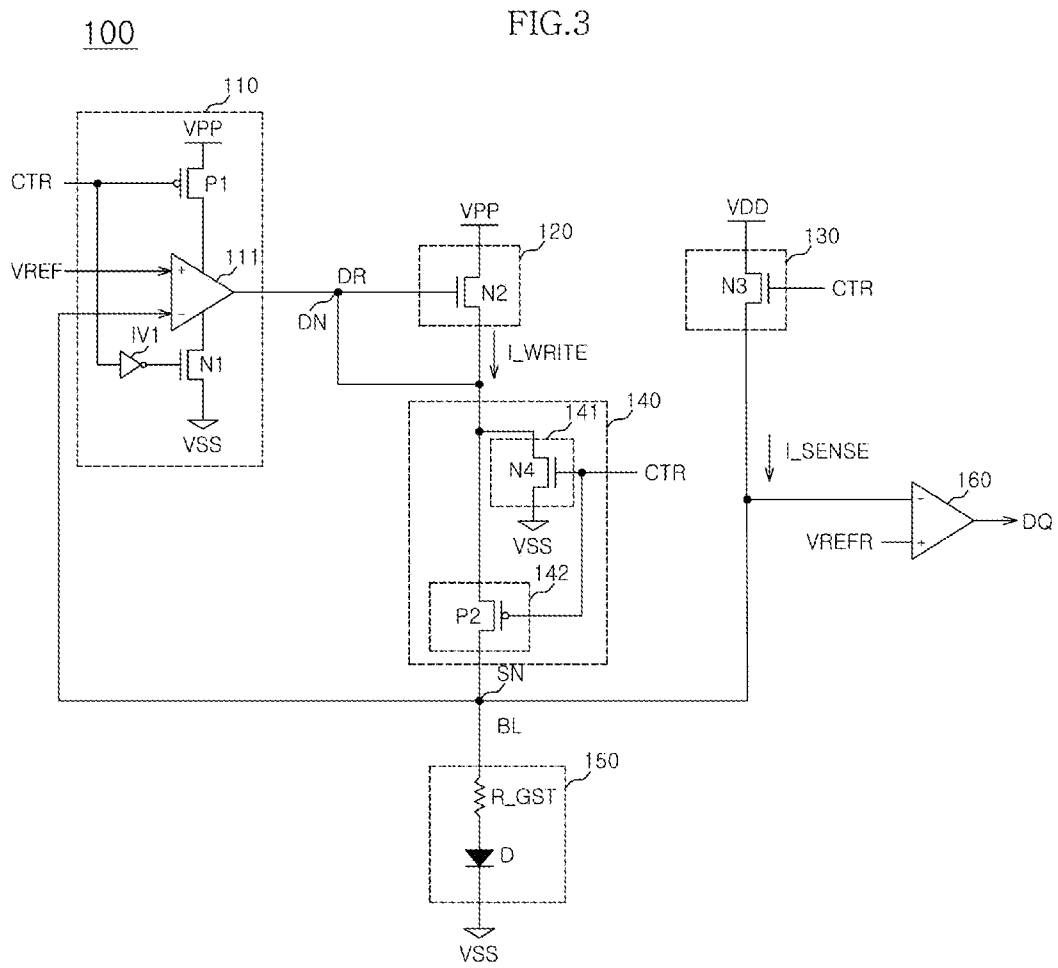 FIG.3
100
110
VPP
CTR
P1
VPP
120
VDD
130
VREF
+
111
DR
N2
N3
CTR
DN
-
IV1
N1
I_WRITE
VSS
140
141
I_SENSE
N4
CTR
160
-
DQ
VSS
VREFR
+
142
P2
SN
BL
150
R_GST
D
VSS